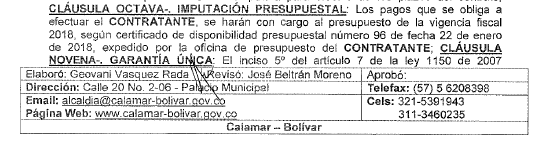 CLÁUSULA OCTAVA-. IMPUTACIÓN PRESUPUESTAL: Los pagos que se obliga a
efectuar el CONTRATANTE, se harán con cargo al presupuesto de la vigencia fiscal
2018, según certificado de disponibilidad presupuestal número 96 de fecha 22 enero
de 2018, expedido por la oficina de presupuesto del CONTRATANTE; CLÁUSULA
NOVENA-. GARANTÍA ÚNICA: El inciso 5º del artículo 7 de la ley 1150 de 2007
Elaboró: Geovani Vasquez Rada Revisó: José Beltrán Moreno Aprobó:
Dirección: Calle 20 No. 2-06 - Palacio Municipal Telefax: (57) 5 6208398
Email: alcaldia@calamar-bolivar.gov.co Cels: 321-5391943
Página Web: www.calamar-bolivar.gov.co 311-3460235
Calamar – Bolívar